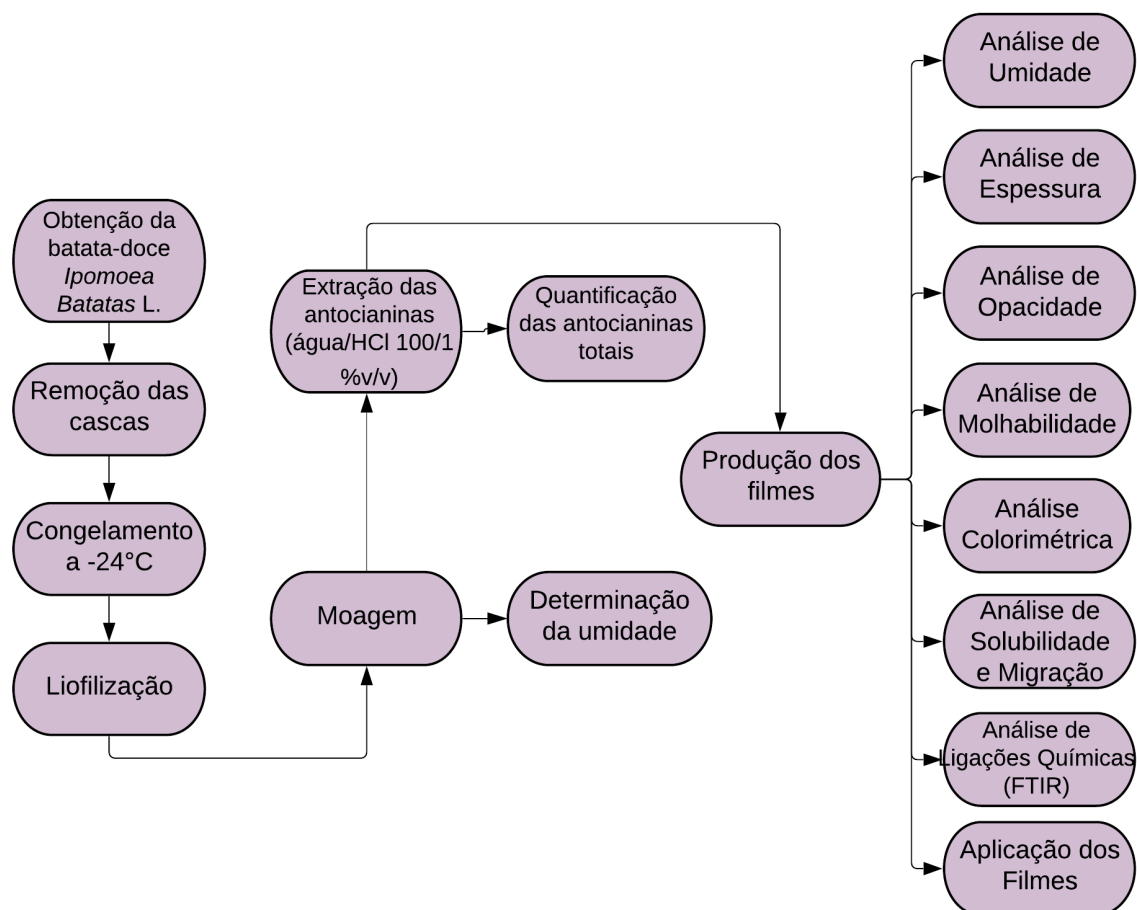 Obtenção da
batata-doce
Ipomoea
Batatas L.
Remoção das
cascas
Congelamento
a -24°C
Liofilização
Moagem
Determinação
da umidade
Extração das
antocianinas
(água/HCl 100/1
%v/v)
Quantificação
das antocianinas
totais
Produção dos
filmes
Análise de
Umidade
Análise de
Espessura
Análise de
Opacidade
Análise de
Molhabilidade
Análise
Colorimétrica
Análise de
Solubilidade
e Migração
Análise de
Ligações Químicas
(FTIR)
Aplicação dos
Filmes